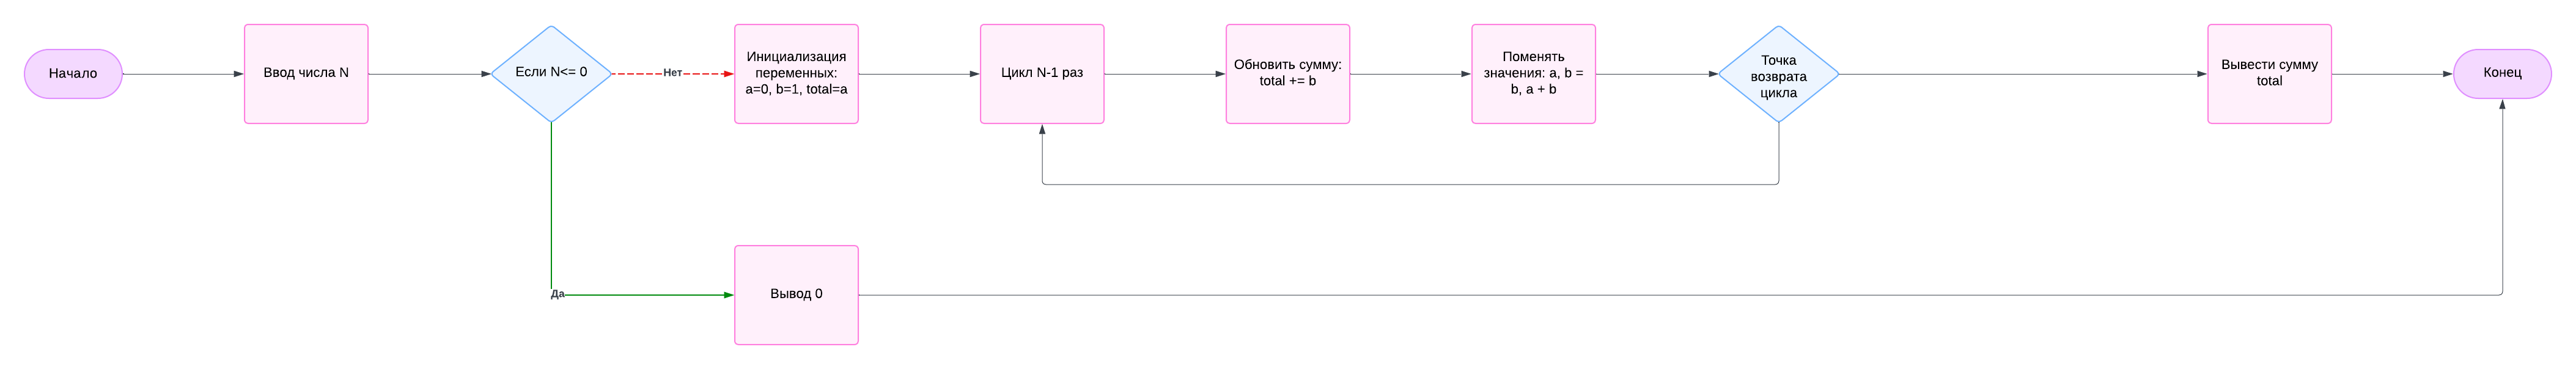 Начало
Ввод числа N
Если N<= 0
Нет
Инициализация
переменных:
a=0, b=1, total=a
Цикл N-1 раз
Обновить сумму:
total += b
Поменять
значения: a, b =
b, a + b
Точка
возврата
цикла
Вывести сумму
total
Конец
Да
Вывод 0